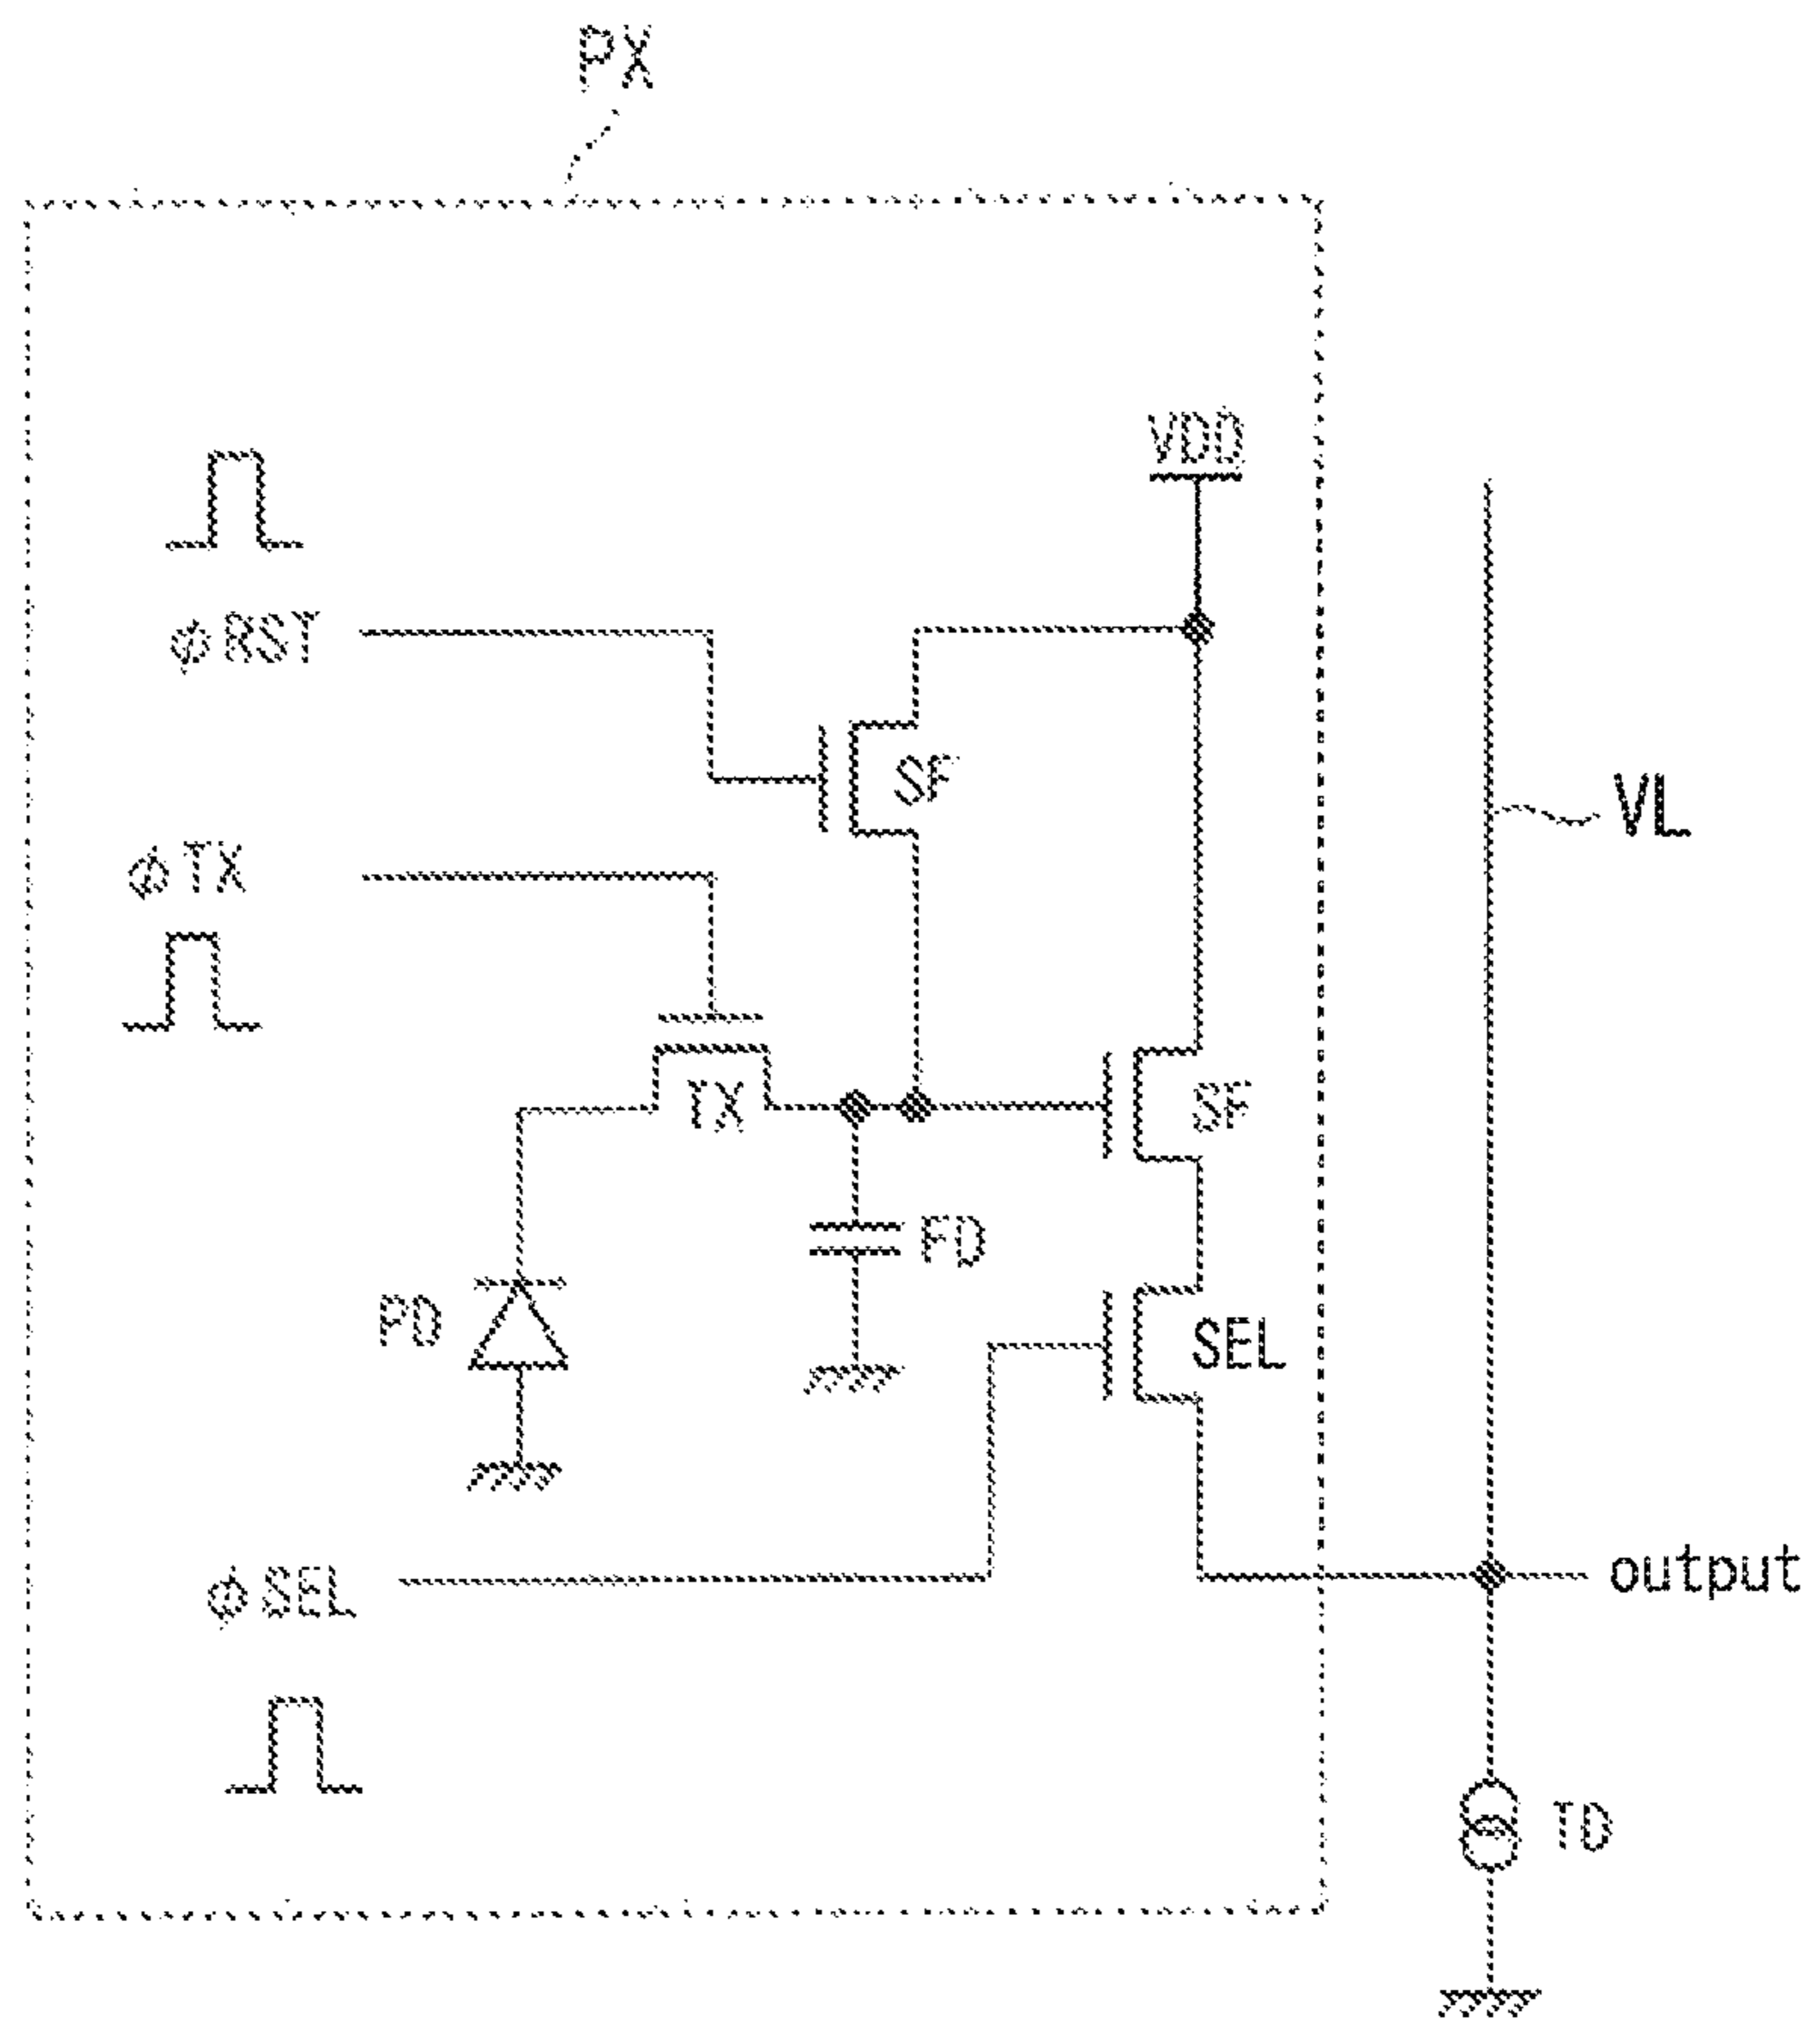 PX
VDD
φRST
SF
VL
φTX
TX
SF
FD
PD
SEL
φSEL
output
TD